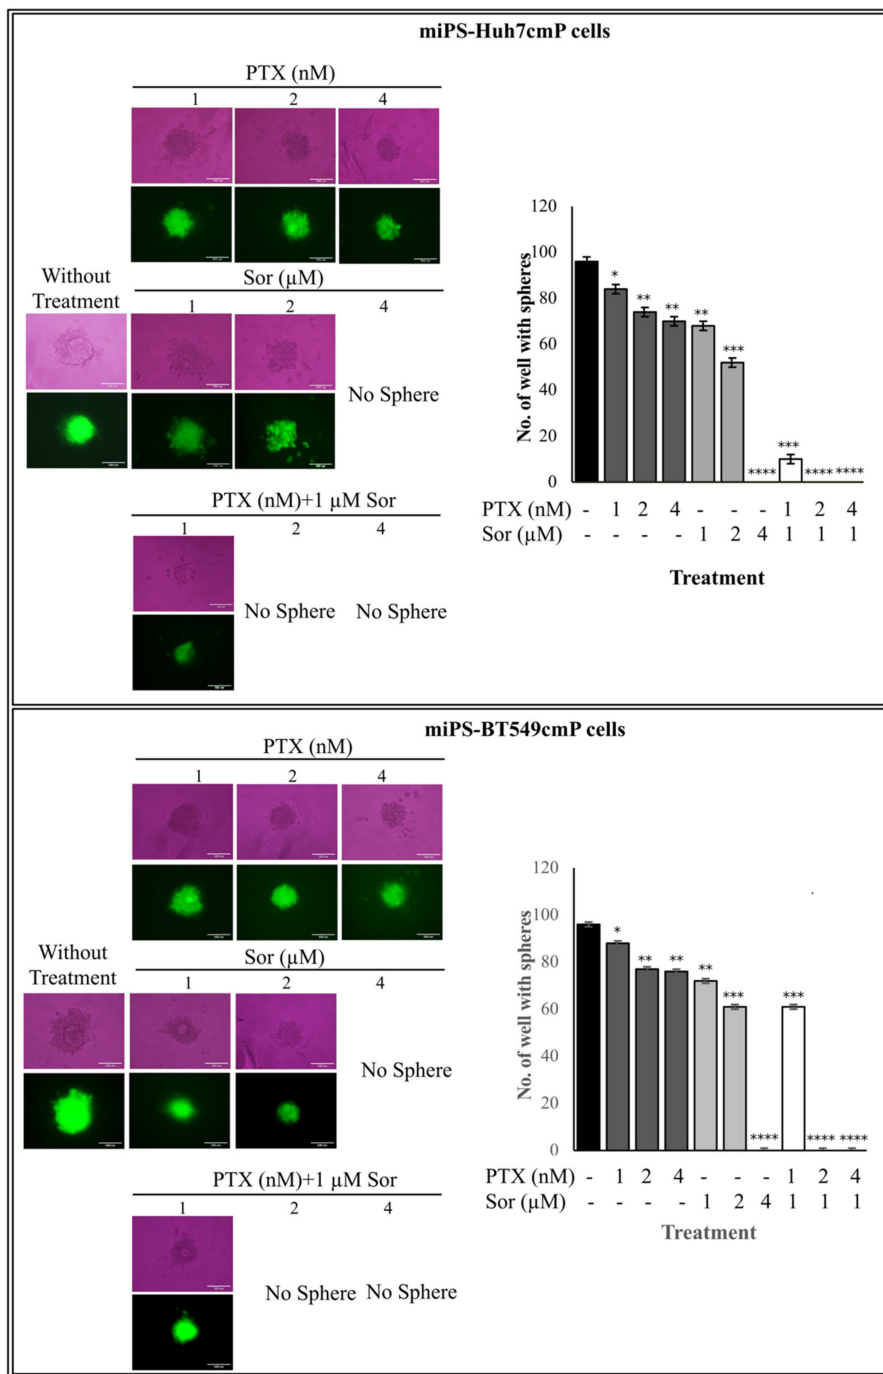 miPS-Huh7cmP cells
PTX (nM)
1 2 4
Without
Treatment
Sor (µM)
1 2 4
No Sphere
PTX (nM)+1 µM Sor
1 2 4
No Sphere No Sphere
No. of well with spheres
120
100
80
60
40
20
0
* ** ** ** *** **** *** **** ****
PTX (nM) - 1 2 4 - - - 1 2 4
Sor (µM) - - - - 1 2 4 1 1 1
Treatment
miPS-BT549cmP cells
PTX (nM)
1 2 4
Without
Treatment
Sor (µM)
1 2 4
No Sphere
PTX (nM)+1 µM Sor
1 2 4
No Sphere No Sphere
No. of well with spheres
120
100
80
60
40
20
0
* ** ** ** *** **** *** **** ****
PTX (nM) - 1 2 4 - - - 1 2 4
Sor (µM) - - - - 1 2 4 1 1 1
Treatment